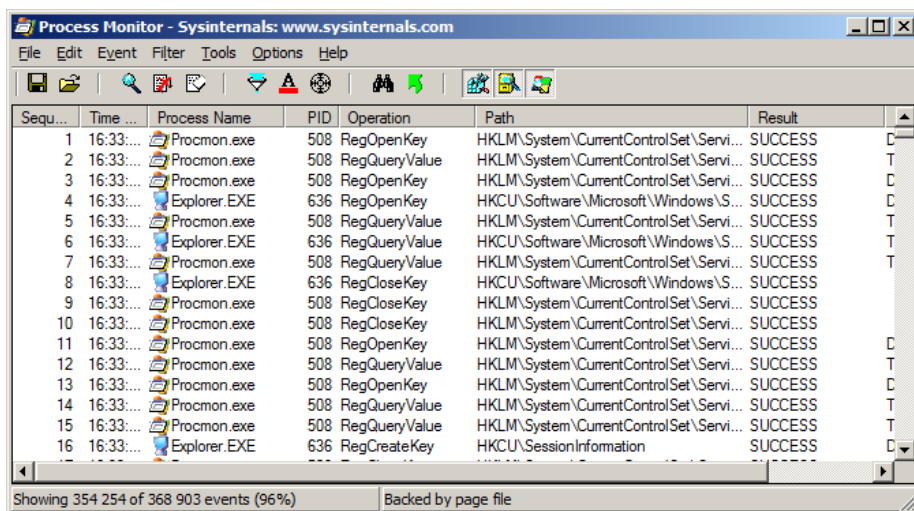 Process Monitor - Sysinternals: www.sysinternals.com
File Edit Event Filter Tools Options Help
Sequ... Time ... Process Name PID Operation Path Result
1 16:33:... Procmon.exe 508 RegOpenKey HKLM\System\CurrentControlSet\Servi... SUCCESS D
2 16:33:... Procmon.exe 508 RegQueryValue HKLM\System\CurrentControlSet\Servi... SUCCESS T
3 16:33:... Procmon.exe 508 RegOpenKey HKLM\System\CurrentControlSet\Servi... SUCCESS D
4 16:33:... Explorer.EXE 636 RegOpenKey HKCU\Software\Microsoft\Windows\S... SUCCESS D
5 16:33:... Procmon.exe 508 RegQueryValue HKLM\System\CurrentControlSet\Servi... SUCCESS T
6 16:33:... Explorer.EXE 636 RegQueryValue HKCU\Software\Microsoft\Windows\S... SUCCESS T
7 16:33:... Procmon.exe 508 RegQueryValue HKLM\System\CurrentControlSet\Servi... SUCCESS T
8 16:33:... Explorer.EXE 636 RegCloseKey HKCU\Software\Microsoft\Windows\S... SUCCESS
9 16:33:... Procmon.exe 508 RegCloseKey HKLM\System\CurrentControlSet\Servi... SUCCESS
10 16:33:... Procmon.exe 508 RegCloseKey HKLM\System\CurrentControlSet\Servi... SUCCESS
11 16:33:... Procmon.exe 508 RegOpenKey HKLM\System\CurrentControlSet\Servi... SUCCESS D
12 16:33:... Procmon.exe 508 RegQueryValue HKLM\System\CurrentControlSet\Servi... SUCCESS T
13 16:33:... Procmon.exe 508 RegOpenKey HKLM\System\CurrentControlSet\Servi... SUCCESS D
14 16:33:... Procmon.exe 508 RegQueryValue HKLM\System\CurrentControlSet\Servi... SUCCESS T
15 16:33:... Procmon.exe 508 RegQueryValue HKLM\System\CurrentControlSet\Servi... SUCCESS T
16 16:33:... Explorer.EXE 636 RegCreateKey HKCU\SessionInformation SUCCESS D
Showing 354 254 of 368 903 events (96%) Backed by page file